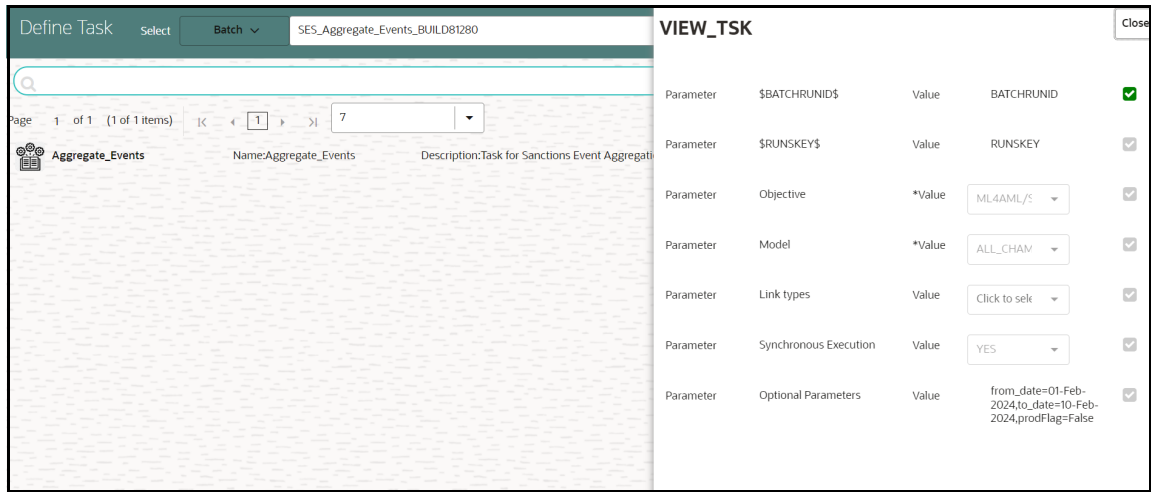 Define Task Select Batch SES_Aggregate_Events_BUILD81280
VIEW_TSK
Close
Page 1 of 1 (1 of 1 items) 1 7
Aggregate_Events Name:Aggregate_Events Description:Task for Sanctions Event Aggregati
Parameter $BATCHRUNID$ Value BATCHRUNID
Parameter $RUNSKEY$ Value RUNSKEY
Parameter Objective *Value ML4AML/S
Parameter Model *Value ALL_CHAM
Parameter Link types Value Click to sele
Parameter Synchronous Execution Value YES
Parameter Optional Parameters Value from_date=01-Feb-
2024,to_date=10-Feb-
2024,prodFlag=False